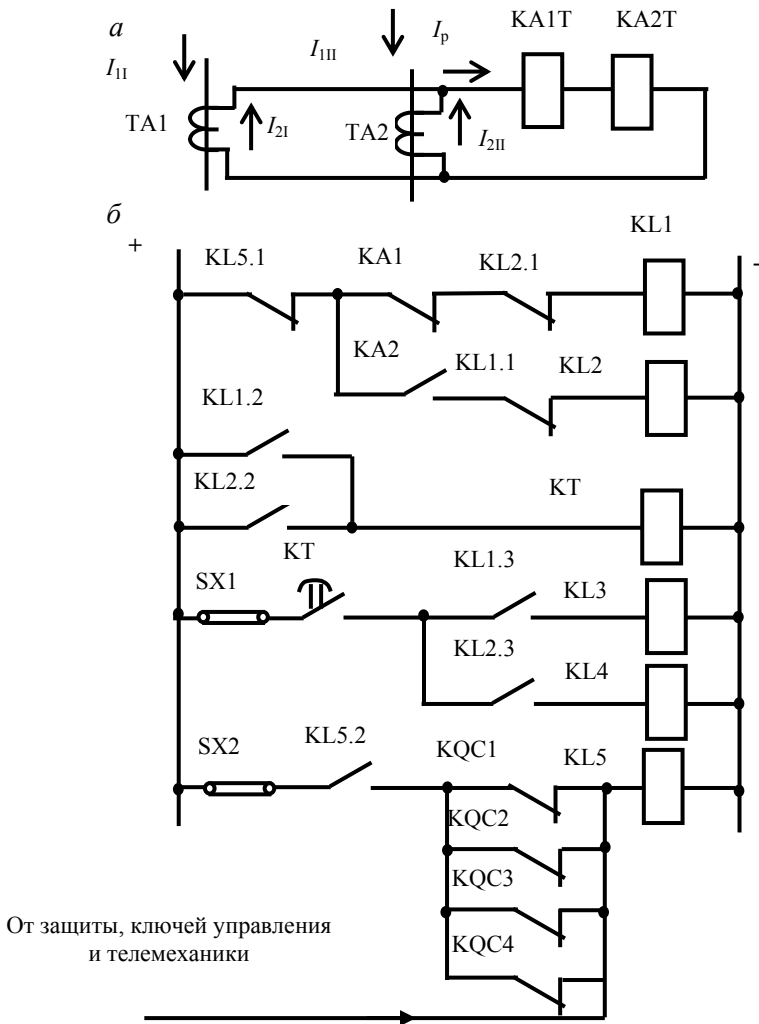 а
I1I
I1II
Iр
KA1T
KA2T
TA1
I2I
TA2
I2II
б
+
-
KL5.1
KA1
KL2.1
KL1
KA2
KL1.1
KL2
KL1.2
KL2.2
KT
KT
SX1
KL1.3
KL3
KL2.3
KL4
SX2
KL5.2
KQC1
KL5
KQC2
KQC3
KQC4
От защиты, ключей управления
и телемеханики